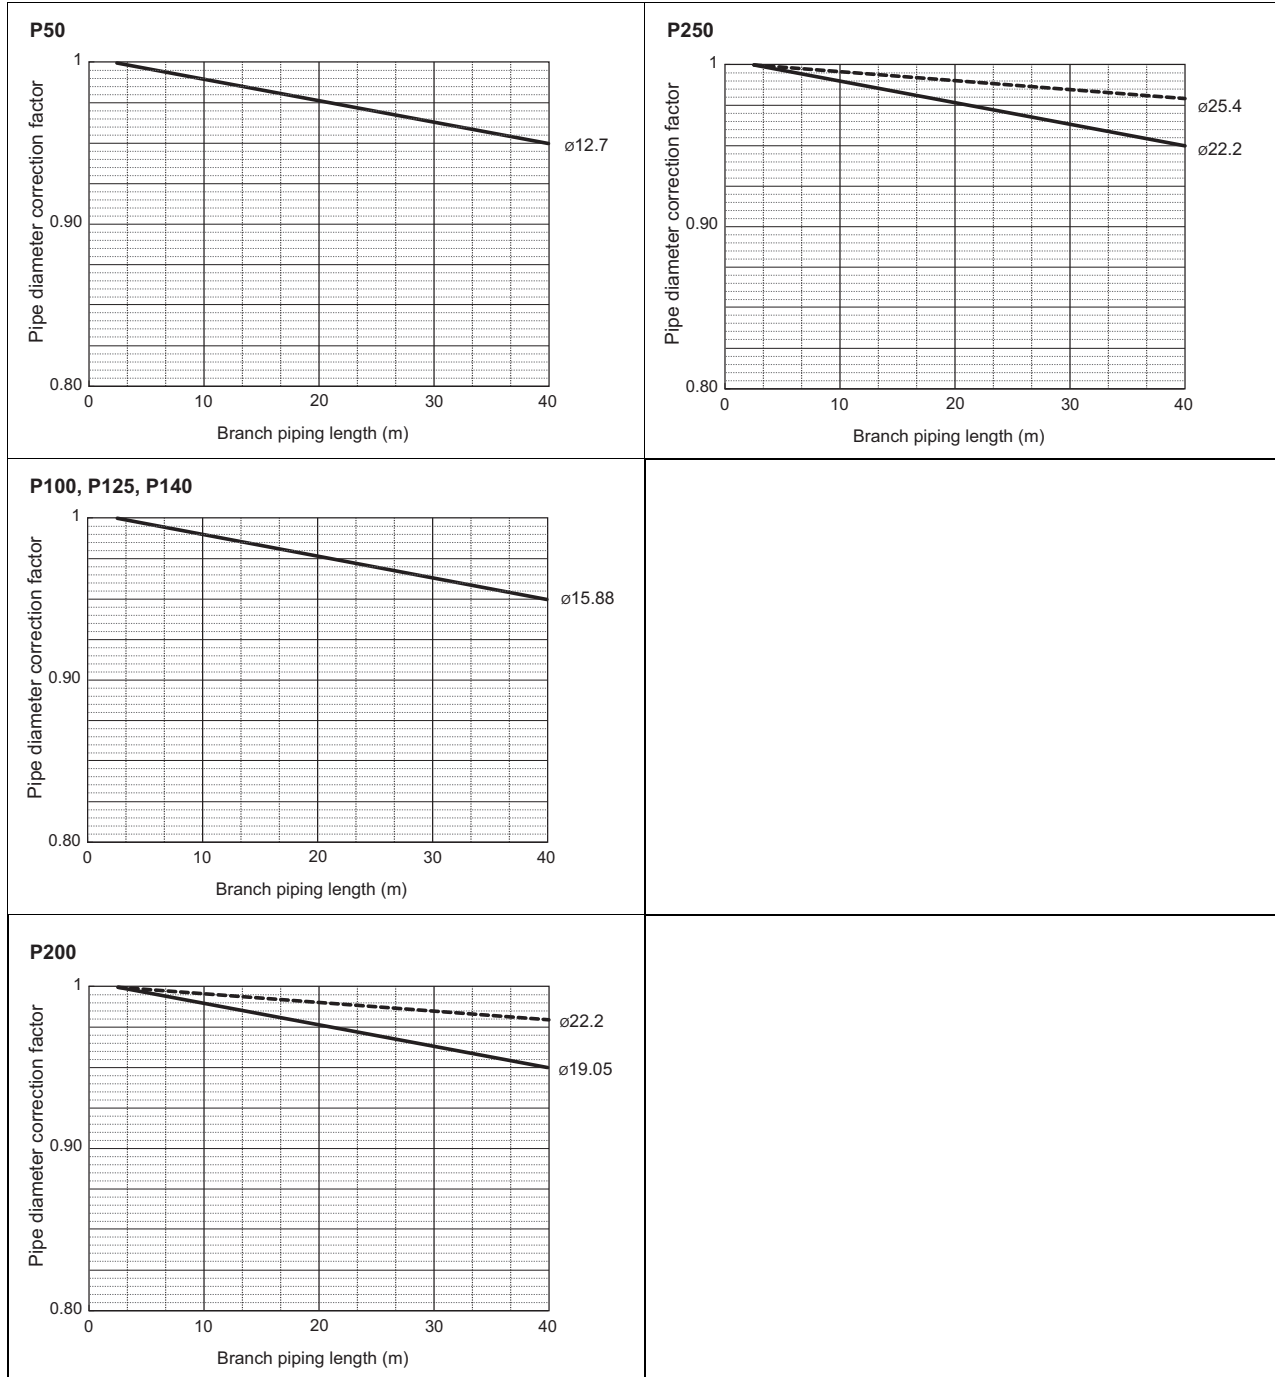 P50
Pipe diameter correction factor
1
0.90
0.80
0 10 20 30 40
Branch piping length (m)
ø12.7
P250
Pipe diameter correction factor
1
0.90
0.80
0 10 20 30 40
Branch piping length (m)
ø25.4
ø22.2
P100, P125, P140
Pipe diameter correction factor
1
0.90
0.80
0 10 20 30 40
Branch piping length (m)
ø15.88
P200
Pipe diameter correction factor
1
0.90
0.80
0 10 20 30 40
Branch piping length (m)
ø22.2
ø19.05